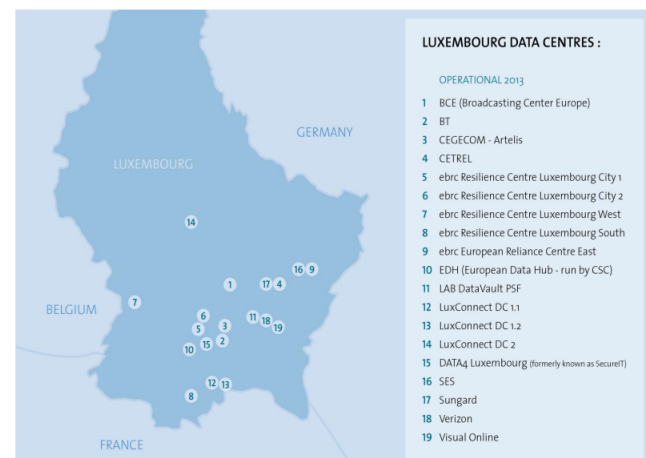 LUXEMBOURG DATA CENTRES :
OPERATIONAL 2013
1 BCE (Broadcasting Center Europe)
2 BT
3 CEGECOM - Artelis
4 CETREL
5 ebrc Resilience Centre Luxembourg City 1
6 ebrc Resilience Centre Luxembourg City 2
7 ebrc Resilience Centre Luxembourg West
8 ebrc Resilience Centre Luxembourg South
9 ebrc European Reliance Centre East
10 EDH (European Data Hub - run by CSC)
11 LAB DataVault PSF
12 LuxConnect DC 1.1
13 LuxConnect DC 1.2
14 LuxConnect DC 2
15 DATA4 Luxembourg (formerly known as SecureIT)
16 SES
17 Sungard
18 Verizon
19 Visual Online
GERMANY
LUXEMBOURG
14
16 9
1 17 4
7
BELGIUM
6 11 18
5 3 19
15 2
10
12 13
8
FRANCE